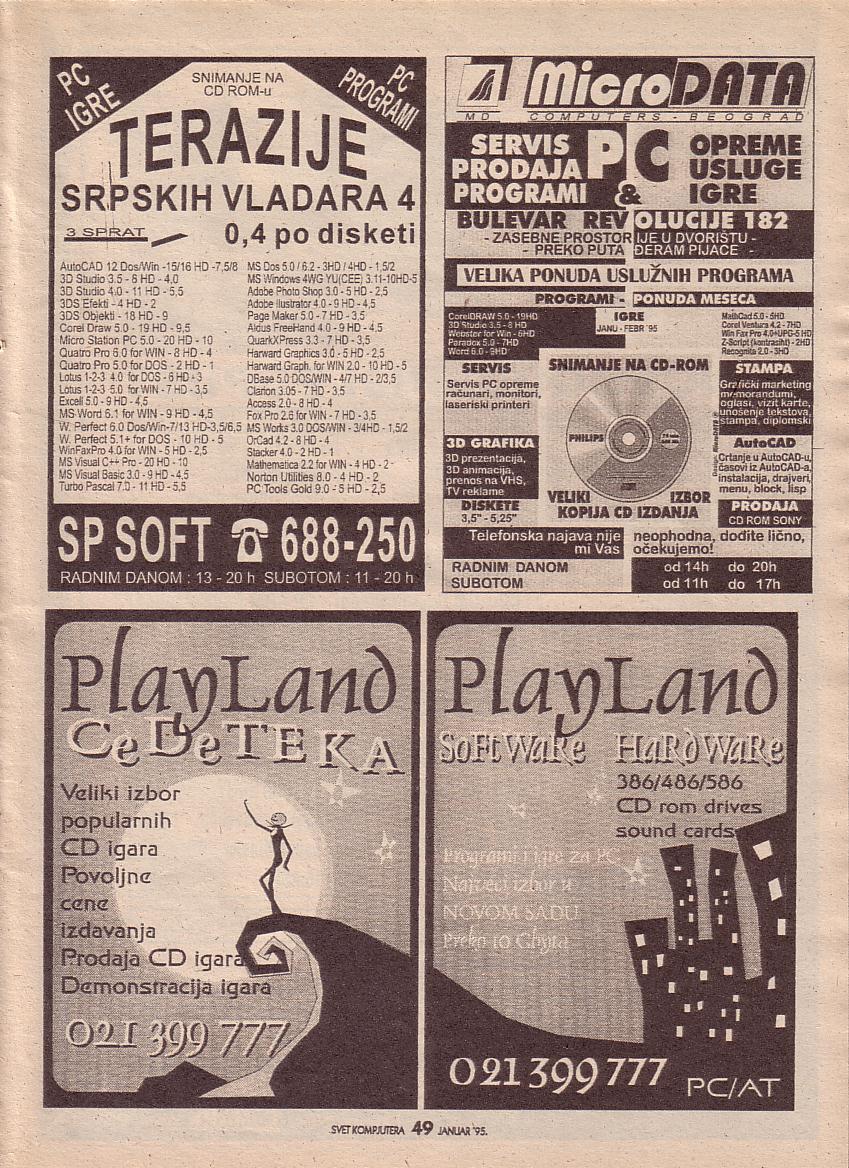 PC
IGRE
SNIMANJE NA
CD ROM-u
PC
PROGRAMI
TERAZIJE
SRPSKIH VLADARA 4
3 SPRAT
0,4 po disketi
AutoCAD 12 Dos/Win -15/16 HD -7,5/8
3D Studio 3.5 - 8 HD - 4,0
3D Studio 4.0 - 11 HD - 5,5
3DS Efekti - 4 HD - 2
3DS Objekti - 18 HD - 9
Corel Draw 5.0 - 19 HD - 9,5
Micro Station PC 5.0 - 20 HD - 10
Quatro Pro 6.0 for WIN - 8 HD - 4
Quatro Pro 5.0 for DOS - 2 HD - 1
Lotus 1-2-3 4.0 for DOS - 6 HD - 3
Lotus 1-2-3 5.0 for WIN - 7 HD - 3,5
Excell 5.0 - 9 HD - 4,5
MS Word 6.1 for WIN - 9 HD - 4,5
W. Perfect 6.0 Dos/Win-7/13 HD-3,5/6,5
W. Perfect 5.1+ for DOS - 10 HD - 5
WinFaxPro 4.0 for WIN - 5 HD - 2,5
MS Visual C++ Pro - 20 HD - 10
MS Visual Basic 3.0 - 9 HD - 4,5
Turbo Pascal 7.0 - 11 HD - 5,5
MS Dos 5.0 / 6.2 - 3HD / 4HD - 1,5/2
MS Windows 4WG YU(CEE) 3.11-10HD-5
Adobe Photo Shop 3.0 - 5 HD - 2,5
Adobe Ilustrator 4.0 - 9 HD - 4,5
Page Maker 5.0 - 7 HD - 3,5
Aldus FreeHand 4.0 - 9 HD - 4,5
QuarkXPress 3.3 - 7 HD - 3,5
Harward Graphics 3.0 - 5 HD - 2,5
Harward Graph. for WIN 2.0 - 10 HD - 5
DBase 5.0 DOS/WIN - 4/7 HD - 2/3,5
Clarion 3.05 - 7 HD - 3,5
Access 2.0 - 8 HD - 4
Fox Pro 2.6 for WIN - 7 HD - 3,5
MS Works 3.0 DOS/WIN - 3/4HD - 1,5/2
OrCad 4.2 - 8 HD - 4
Stacker 4.0 - 2 HD - 1
Mathematica 2.2 for WIN - 4 HD - 2
Norton Utilities 8.0 - 4 HD - 2
PC Tools Gold 9.0 - 5 HD - 2,5
SP SOFT 688-250
RADNIM DANOM : 13 - 20 h SUBOTOM : 11 - 20 h
MicroDATA
MD COMPUTERS - BEOGRAD
SERVIS
PRODAJA
PROGRAMI
PC
&
OPREME
USLUGE
IGRE
BULEVAR REVOLUCIJE 182
- ZASEBNE PROSTORIJE U DVORIŠTU -
- PREKO PUTA ĐERAM PIJACE -
VELIKA PONUDA USLUŽNIH PROGRAMA
PROGRAMI - PONUDA MESECA
CorelDRAW 5.0 - 19HD
3D Studio 3.5 - 8 HD
Webster for Win - 6HD
Paradox 5.0 - 7HD
Word 6.0 - 9HD
IGRE
JANU - FEBR '95
MathCad 5.0 - 5HD
Corel Ventura 4.2 - 7HD
Win Fax Pro 4.0+UPG-5 HD
Z-Script (kontrasht) - 2HD
Recognita 2.0 - 3HD
SERVIS
Servis PC opreme
računari, monitori,
laseriski printeri
3D GRAFIKA
3D prezentacija,
3D animacija,
prenos na VHS,
TV reklame
DISKETE
3,5" - 5,25"
SNIMANJE NA CD-ROM
PHILIPS
VELIKI IZBOR
KOPIJA CD IZDANJA
STAMPA
Grafički marketing
memorandumi,
oglasi, vizit karte,
unošenje tekstova,
stampa, diplomski
AutoCAD
Crtanje u AutoCAD-u,
časovi iz AutoCAD-a,
instalacija, drajveri,
menu, block, lisp
PRODAJA
CD ROM SONY
Telefonska najava nije neophodna, dodite lično,
mi Vas očekujemo!
RADNIM DANOM od 14h do 20h
SUBOTOM od 11h do 17h
PlayLand
CeDeTEKA
Veliki izbor
popularnih
CD igara
Povoljne
cene
izdavanja
Prodaja CD igara
Demonstracija igara
021 399 777
PlayLand
SoFtWaRe HaRdWaRe
386/486/586
CD rom drives
sound cards
Programi i igre za PC
Najveci izbor u
NOVOM SADU
Preko 10 Gbyta
021 399 777
PC/AT
SVET KOMPJUTERA 49 JANUAR '95.